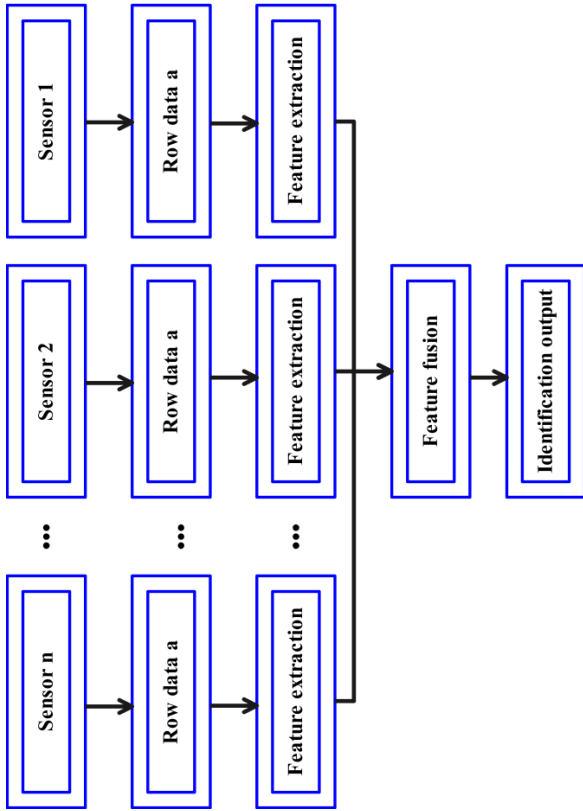 Sensor 1
Row data a
Feature extraction
Sensor 2
Row data a
Feature extraction
Feature fusion
Identification output
...
...
...
Sensor n
Row data a
Feature extraction